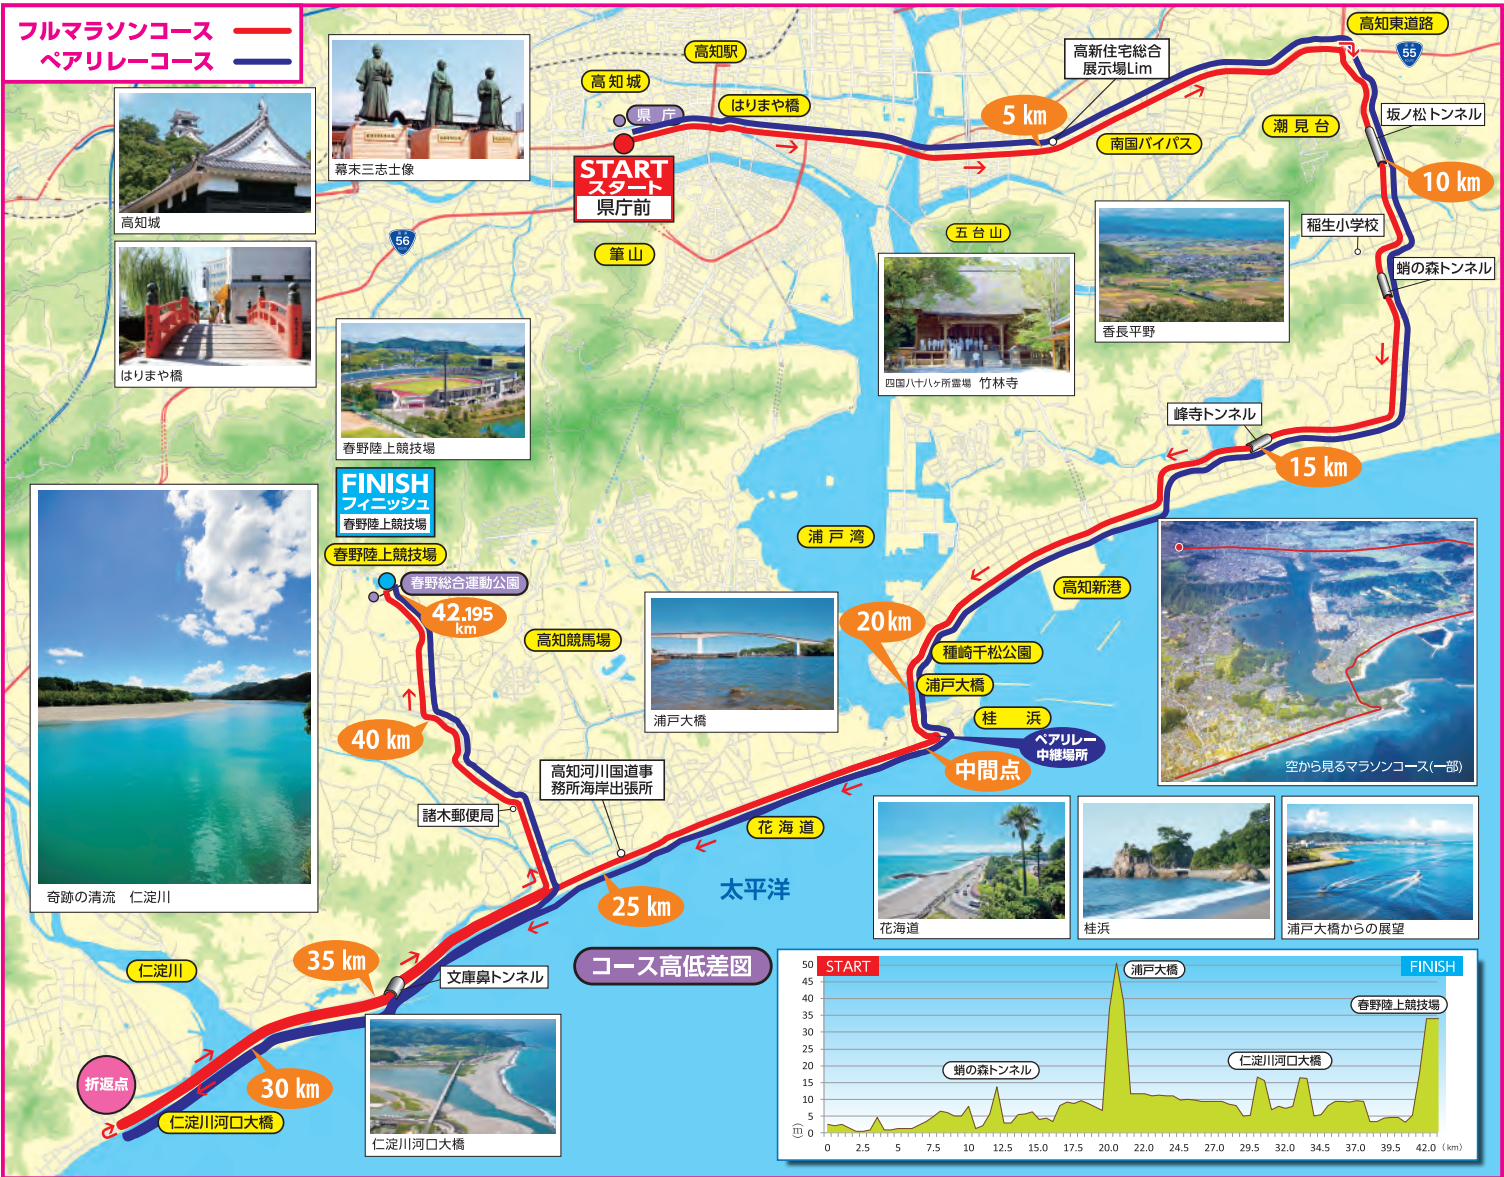 フルマラソンコース
ペアリレーコース
高知城
幕末三志士像
はりまや橋
春野陸上競技場
高知駅
高知城
県 庁
はりまや橋
START
スタート
県庁前
筆山
56
高新住宅総合
展示場Lim
5 km
南国バイパス
高知東道路
国道
55
ROUTE
潮見台
坂ノ松トンネル
10 km
稲生小学校
蛸の森トンネル
五台山
四国八十八ヶ所霊場 竹林寺
香長平野
峰寺トンネル
15 km
浦戸湾
高知新港
20 km
種崎千松公園
浦戸大橋
桂 浜
ペアリレー
中継場所
中間点
浦戸大橋
空から見るマラソンコース(一部)
FINISH
フィニッシュ
春野陸上競技場
春野陸上競技場
春野総合運動公園
42.195
km
高知競馬場
40 km
諸木郵便局
高知河川国道事
務所海岸出張所
花海道
25 km
太平洋
奇跡の清流 仁淀川
仁淀川
35 km
文庫鼻トンネル
30 km
折返点
仁淀川河口大橋
仁淀川河口大橋
花海道
桂浜
浦戸大橋からの展望
コース高低差図
START
FINISH
浦戸大橋
春野陸上競技場
蛸の森トンネル
仁淀川河口大橋
50
45
40
35
30
25
20
15
10
5
0
(m)
0 2.5 5 7.5 10 12.5 15.0 17.5 20.0 22.0 24.5 27.0 29.5 32.0 34.5 37.0 39.5 42.0 (km)